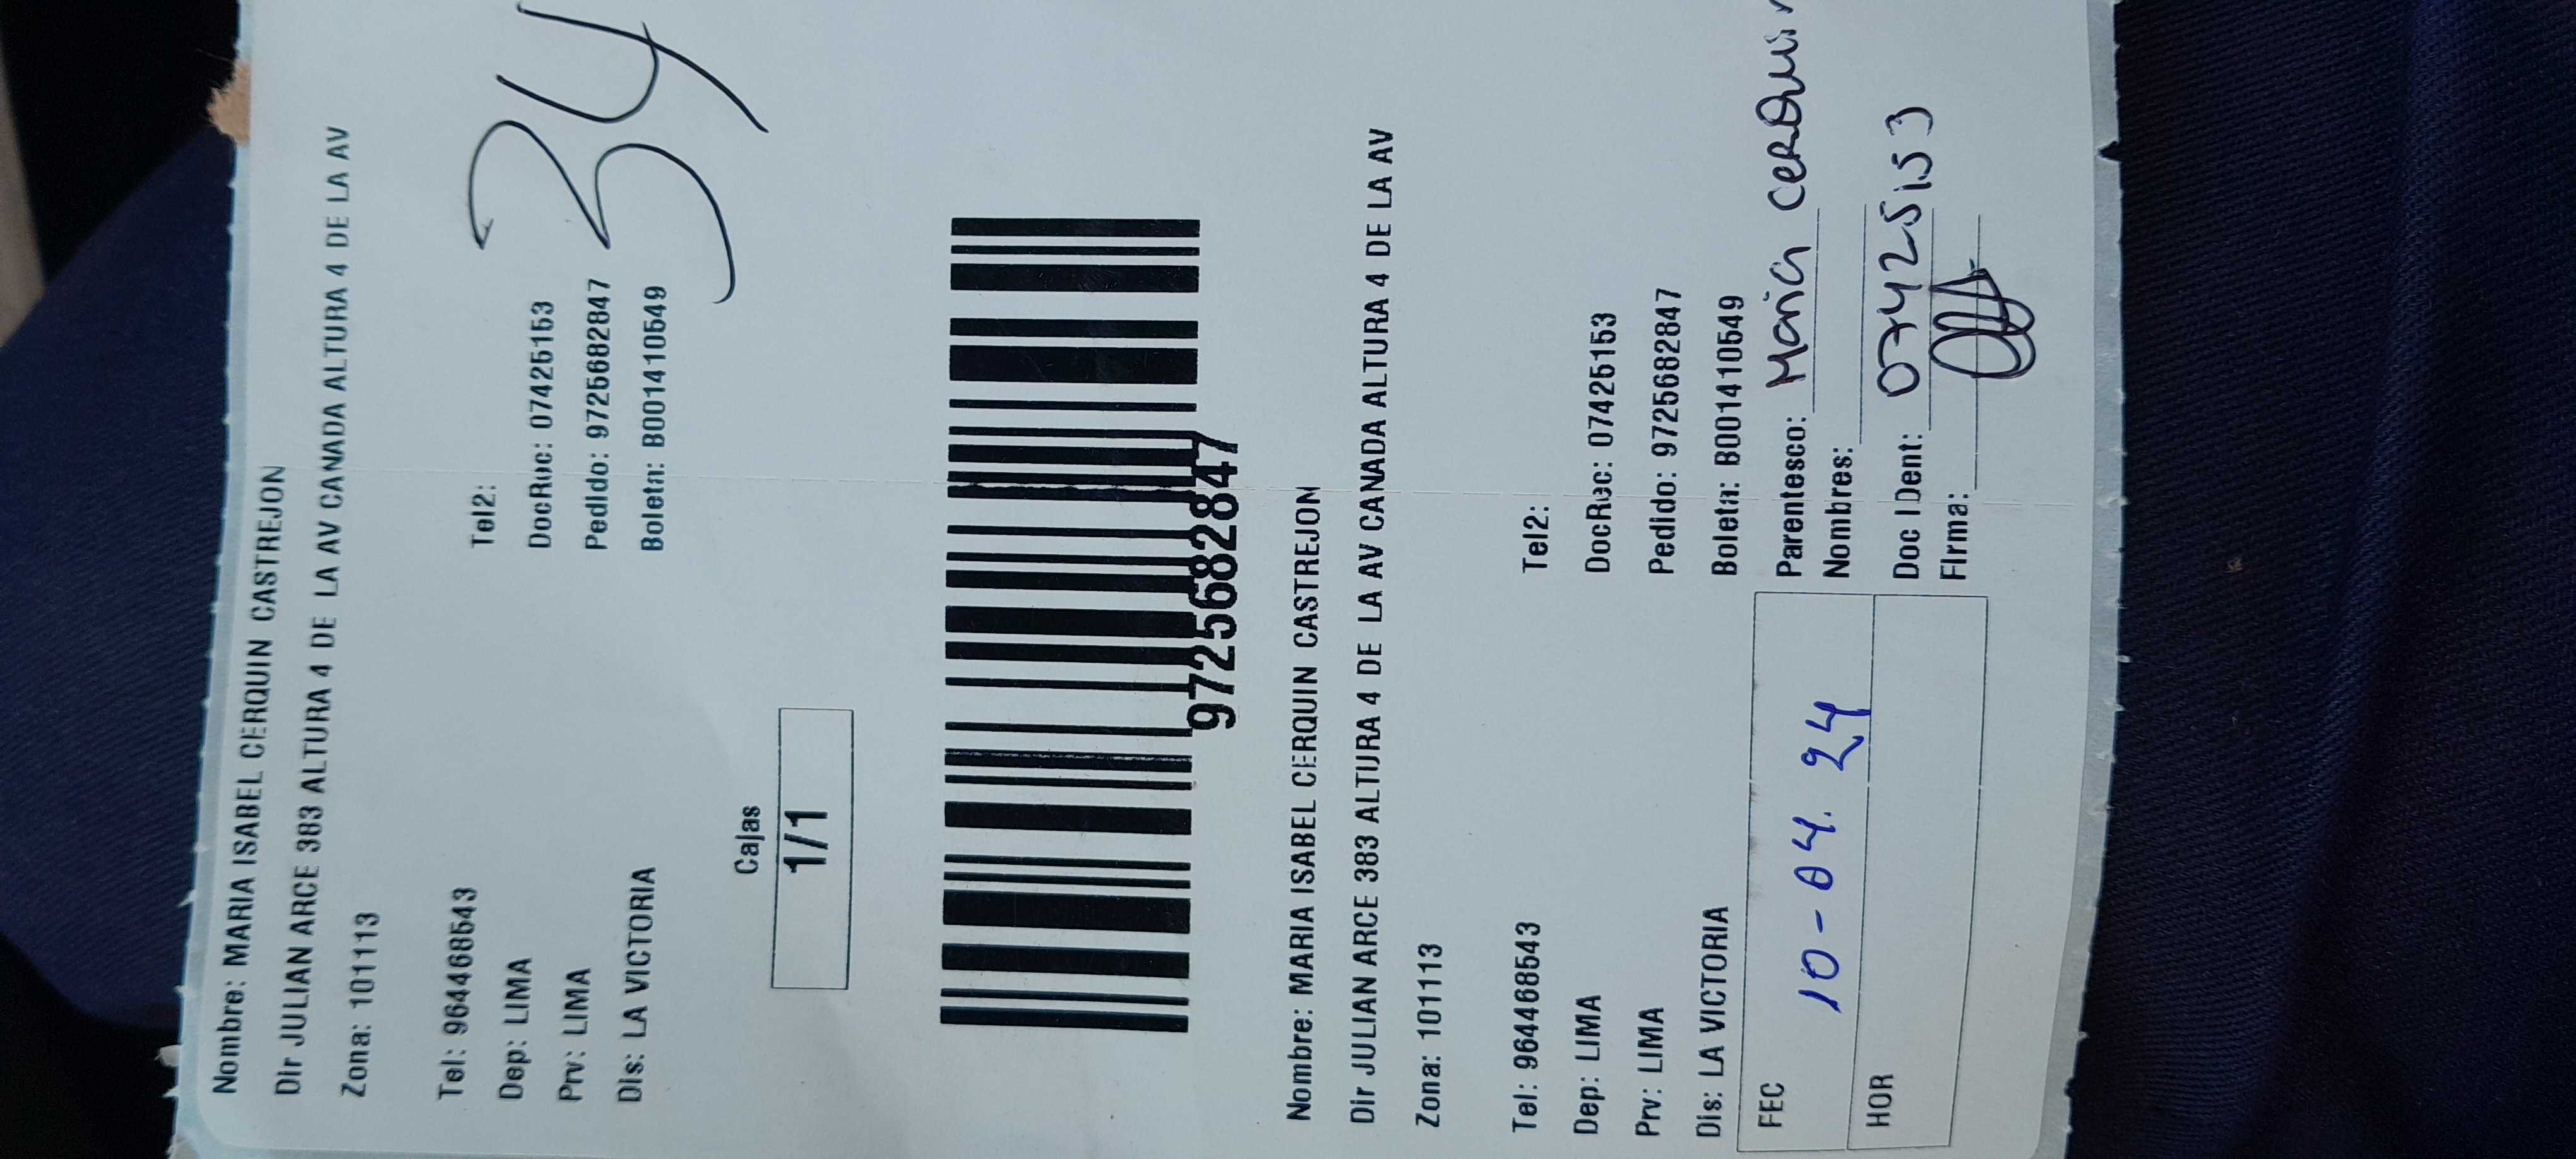 Nombre: MARIA ISABEL CERQUIN CASTREJON
Dir JULIAN ARCE 383 ALTURA 4 DE LA AV CANADA ALTURA 4 DE LA AV
Zona: 101113
Tel: 964468543 Tel2:
Dep: LIMA DocRec: 07425153
Prv: LIMA Pedido: 9725682847
Dis: LA VICTORIA Boleta: B001410549
34
Cajas
1/1
9725682847
Nombre: MARIA ISABEL CERQUIN CASTREJON
Dir JULIAN ARCE 383 ALTURA 4 DE LA AV CANADA ALTURA 4 DE LA AV
Zona: 101113
Tel: 964468543 Tel2:
Dep: LIMA DocRec: 07425153
Prv: LIMA Pedido: 9725682847
Dis: LA VICTORIA Boleta: B001410549
FEC 10-04.24 Parentesco: Maria cerquin
Nombres:
HOR Doc IDent: 07425153
Firma: